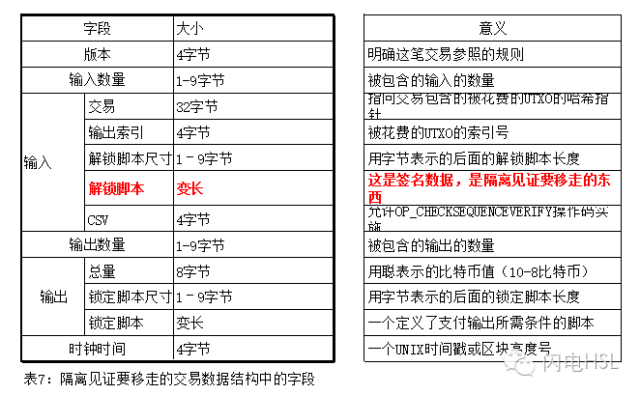 字段 大小 意义
版本 4字节 明确这笔交易参照的规则
输入数量 1-9字节 被包含的输入的数量
交易 32字节 指向交易包含的被花费的UTXO的哈希指
针
输出索引 4字节 被花费的UTXO的索引号
解锁脚本尺寸 1-9字节 用字节表示的后面的解锁脚本长度
输入
解锁脚本 变长 这是签名数据，是隔离见证要移走的东
西
CSV 4字节 允许OP_CHECKSEQUENCEVERIFY操作码实
施
输出数量 1-9字节 被包含的输出的数量
总量 8字节 用聪表示的比特币值（10-8比特币）
输出 锁定脚本尺寸 1-9字节 用字节表示的后面的锁定脚本长度
锁定脚本 变长 一个定义了支付输出所需条件的脚本
时钟时间 4字节 一个UNIX时间戳或区块高度号
闪电HSL
表7：隔离见证要移走的交易数据结构中的字段